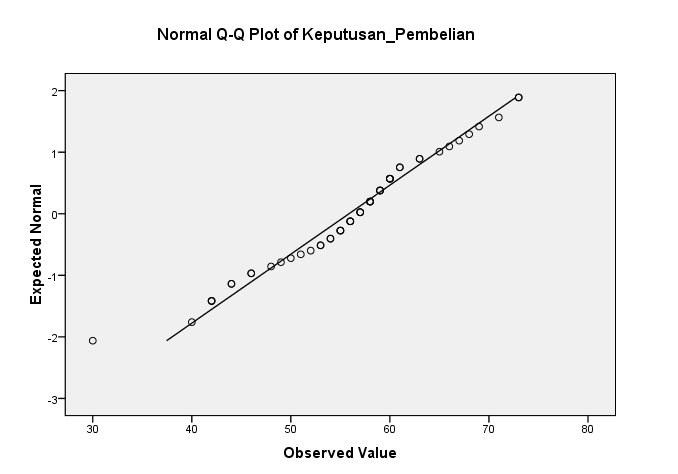 Normal Q-Q Plot of Keputusan_Pembelian
2
1
0
-1
-2
-3
Expected Normal
30 40 50 60 70 80
Observed Value